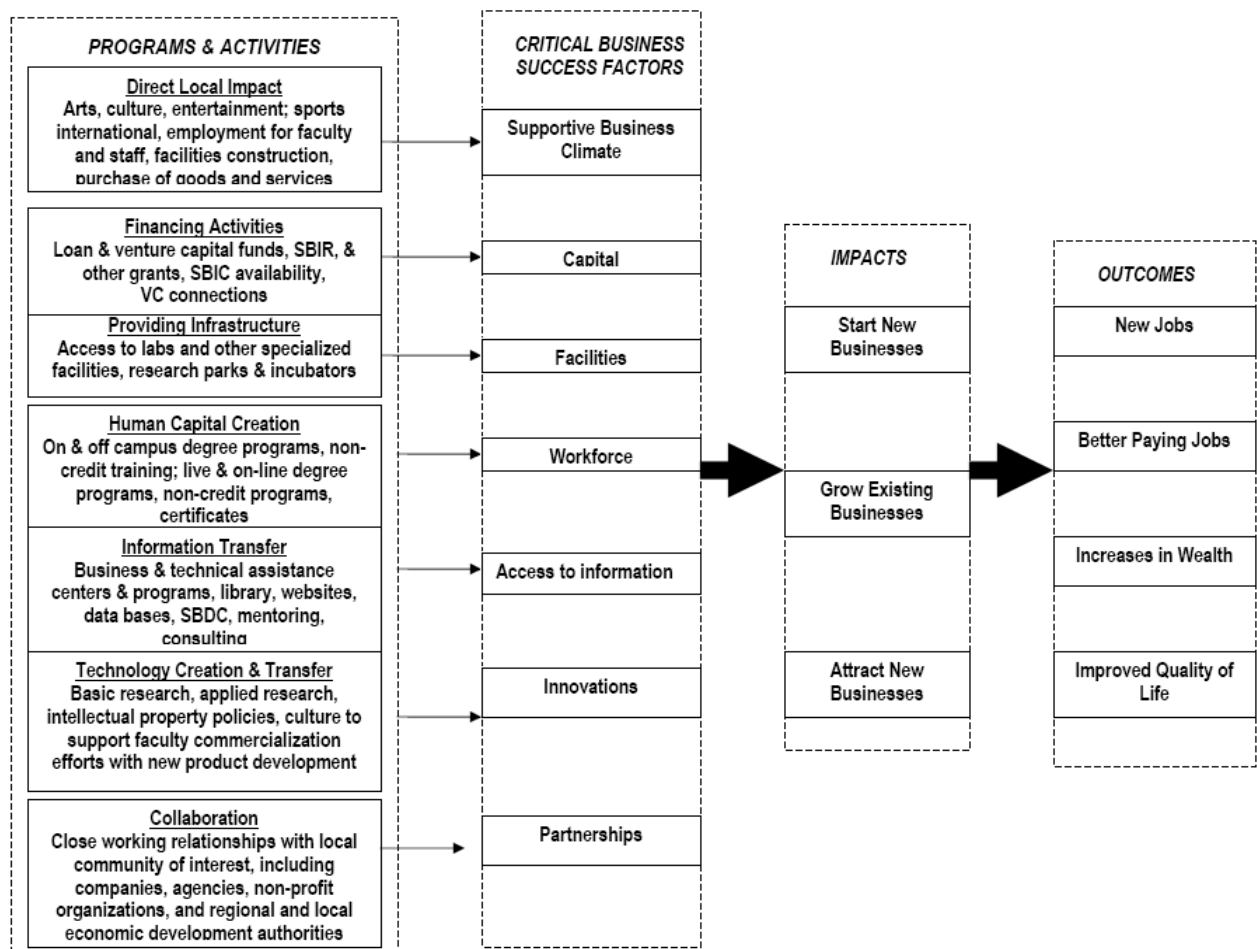 PROGRAMS & ACTIVITIES
Direct Local Impact
Arts, culture, entertainment; sports
international, employment for faculty
and staff, facilities construction,
purchase of goods and services
Financing Activities
Loan & venture capital funds, SBIR, &
other grants, SBIC availability,
VC connections
Providing Infrastructure
Access to labs and other specialized
facilities, research parks & incubators
Human Capital Creation
On & off campus degree programs, non-
credit training; live & on-line degree
programs, non-credit programs,
certificates
Information Transfer
Business & technical assistance
centers & programs, library, websites,
data bases, SBDC, mentoring,
consulting
Technology Creation & Transfer
Basic research, applied research,
intellectual property policies, culture to
support faculty commercialization
efforts with new product development
Collaboration
Close working relationships with local
community of interest, including
companies, agencies, non-profit
organizations, and regional and local
economic development authorities
CRITICAL BUSINESS
SUCCESS FACTORS
Supportive Business
Climate
Capital
Facilities
Workforce
Access to information
Innovations
Partnerships
IMPACTS
Start New
Businesses
Grow Existing
Businesses
Attract New
Businesses
OUTCOMES
New Jobs
Better Paying Jobs
Increases in Wealth
Improved Quality of
Life